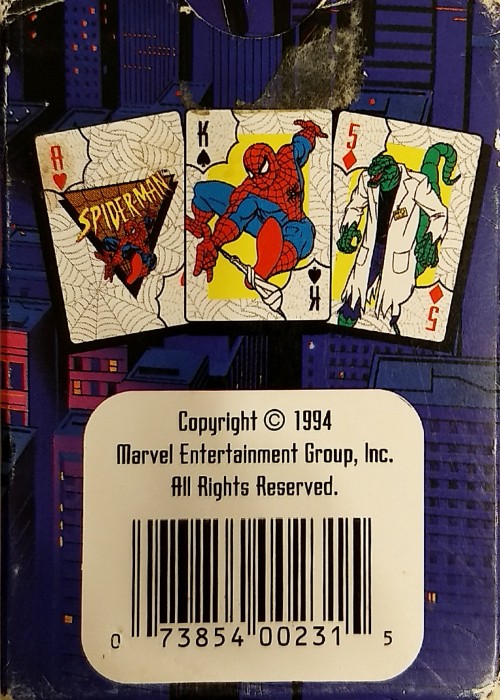 A
SPIDER-MAN
K
K
5
5
Copyright © 1994
Marvel Entertainment Group, Inc.
All Rights Reserved.
0 73854 00231 5